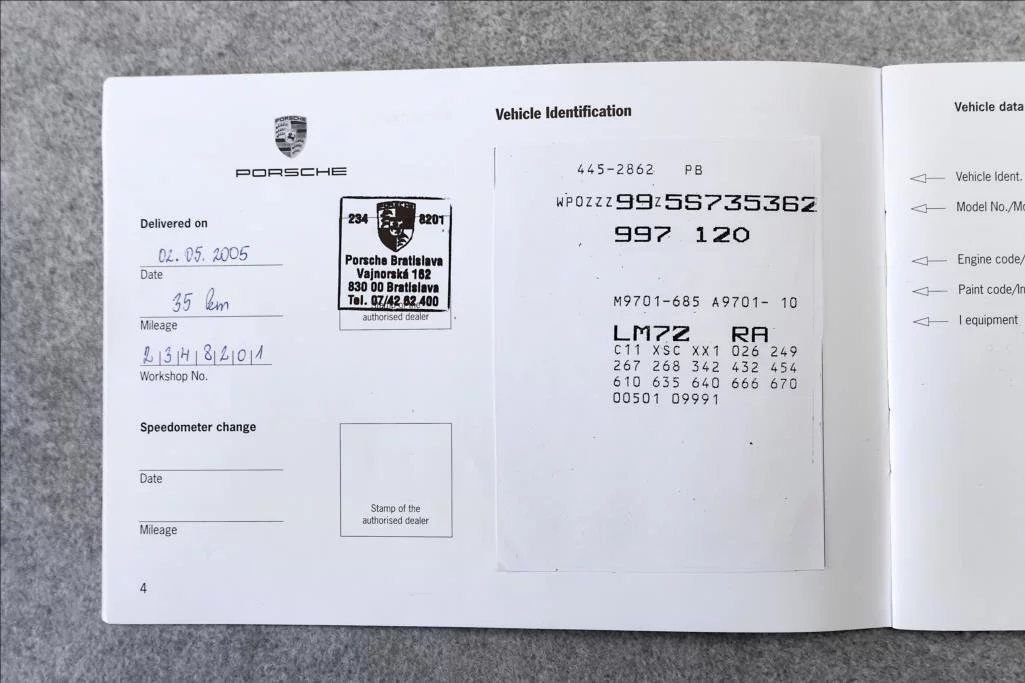 PORSCHE
PORSCHE
Delivered on
02.05.2005
Date
35 km
Mileage
2|3|4|8|2|0|1
Workshop No.
234 8201
Porsche Bratislava
Vajnorská 162
830 00 Bratislava
Tel. 07/42 62 400
authorised dealer
Speedometer change
Date
Mileage
Stamp of the
authorised dealer
4
Vehicle Identification
445-2862 PB
WP0ZZZ99Z5S735362
997 120
M9701-685 A9701- 10
LM7Z RA
C11 XSC XX1 026 249
267 268 342 432 454
610 635 640 666 670
00501 09991
Vehicle data
Vehicle Ident.
Model No./Mo
Engine code/
Paint code/In
I equipment